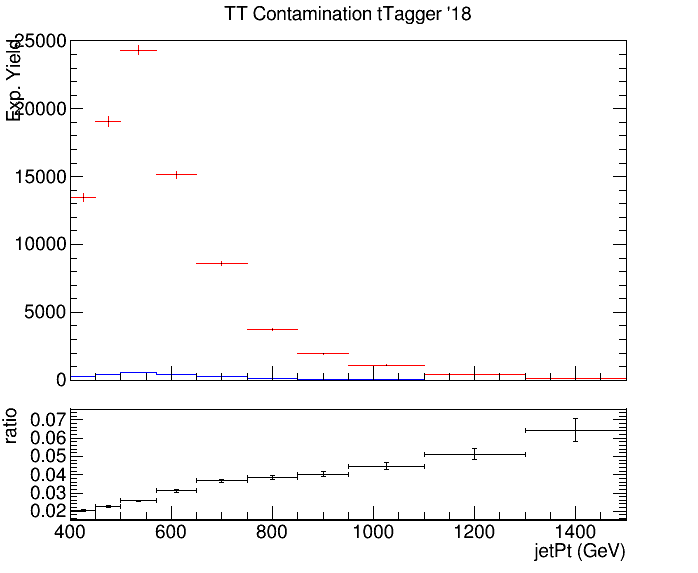 TT Contamination tTagger '18
Exp. Yield
25000
20000
15000
10000
5000
0
ratio
0.07
0.06
0.05
0.04
0.03
0.02
400 600 800 1000 1200 1400
jetPt (GeV)